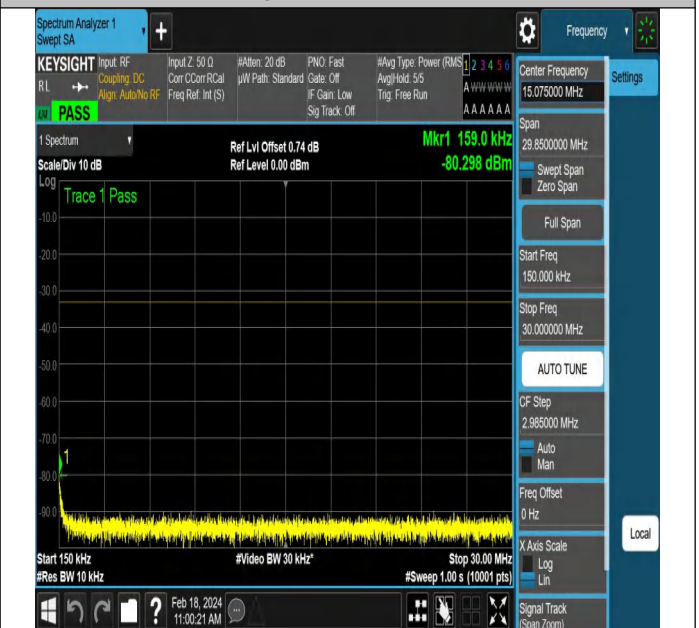 Spectrum Analyzer 1
Swept SA
Frequency
KEYSIGHT
RL
PASS
Input: RF
Coupling: DC
Align: Auto/No RF
Input Z: 50 Ω
Corr CCorr RCal
Freq Ref: Int (S)
#Atten: 20 dB
µW Path: Standard
PNO: Fast
Gate: Off
IF Gain: Low
Sig Track: Off
#Avg Type: Power (RMS
Avg|Hold: 5/5
Trig: Free Run
1 2 3 4 5 6
A W W W W W
A A A A A A
1 Spectrum
Scale/Div 10 dB
Ref Lvl Offset 0.74 dB
Ref Level 0.00 dBm
Mkr1 159.0 kHz
-80.298 dBm
Log
Trace 1 Pass
-10.0
-20.0
-30.0
-40.0
-50.0
-60.0
-70.0
-80.0
-90.0
1
Start 150 kHz
#Res BW 10 kHz
#Video BW 30 kHz*
Stop 30.00 MHz
#Sweep 1.00 s (10001 pts)
Feb 18, 2024
11:00:21 AM
Center Frequency
15.075000 MHz
Span
29.8500000 MHz
Swept Span
Zero Span
Full Span
Start Freq
150.000 kHz
Stop Freq
30.000000 MHz
AUTO TUNE
CF Step
2.985000 MHz
Auto
Man
Freq Offset
0 Hz
X Axis Scale
Log
Lin
Signal Track
(Span Zoom)
Settings
Local